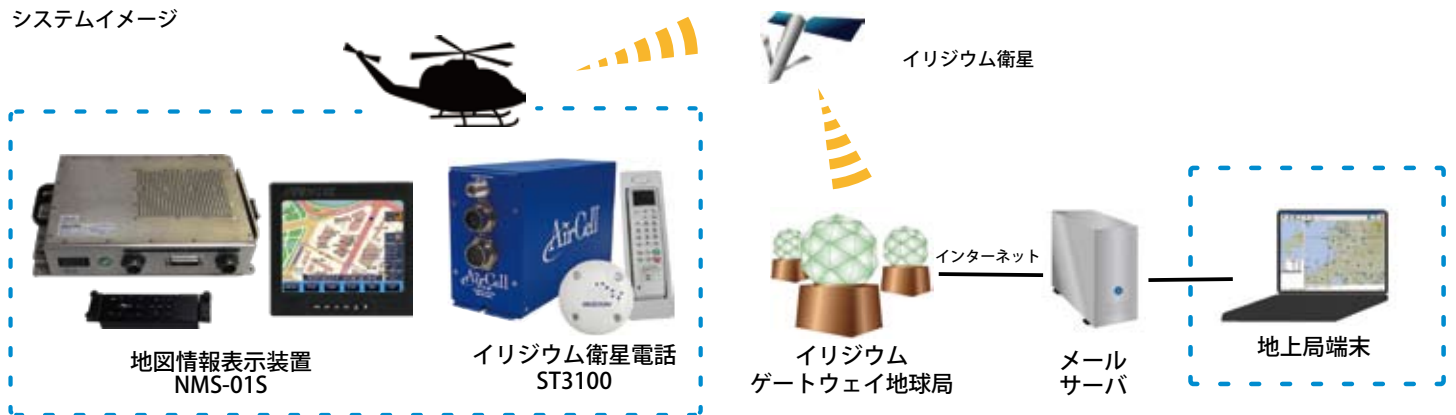 システムイメージ
イリジウム衛星
AirCell
AirCell
インターネット
地図情報表示装置
NMS-01S
イリジウム衛星電話
ST3100
イリジウム
ゲートウェイ地球局
メール
サーバ
地上局端末